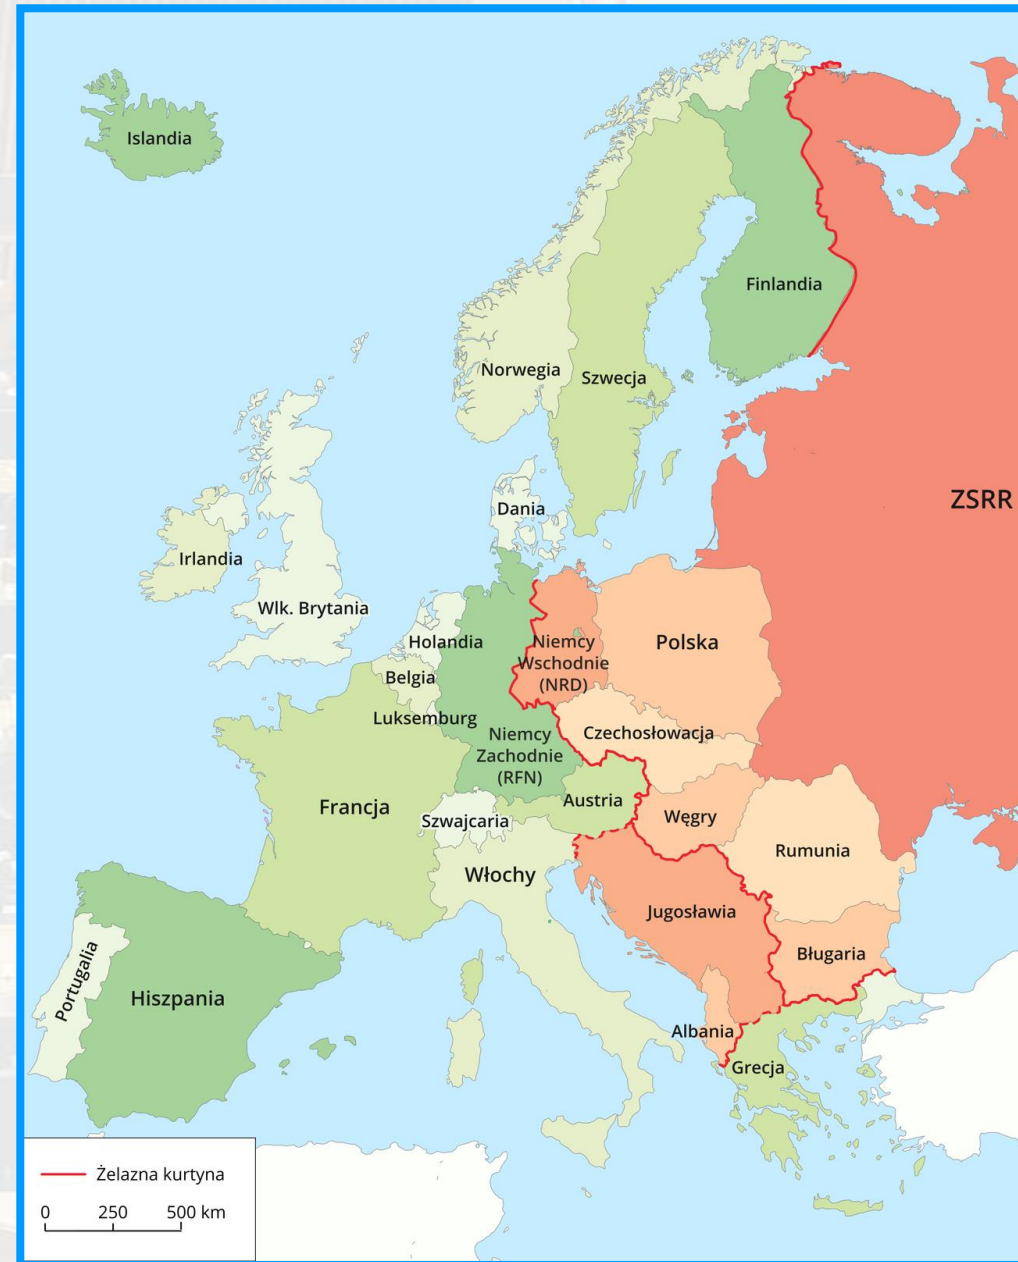 Islandia
Finlandia
Norwegia
Szwecja
ZSRR
Dania
Irlandia
Wlk. Brytania
Holandia
Niemcy
Wschodnie
(NRD)
Polska
Belgia
Luksemburg
Niemcy
Zachodnie
(RFN)
Czechosłowacja
Francja
Szwajcaria
Austria
Węgry
Rumunia
Włochy
Jugosławia
Bługaria
Portugalia
Hiszpania
Albania
Grecja
Żelazna kurtyna
0 250 500 km